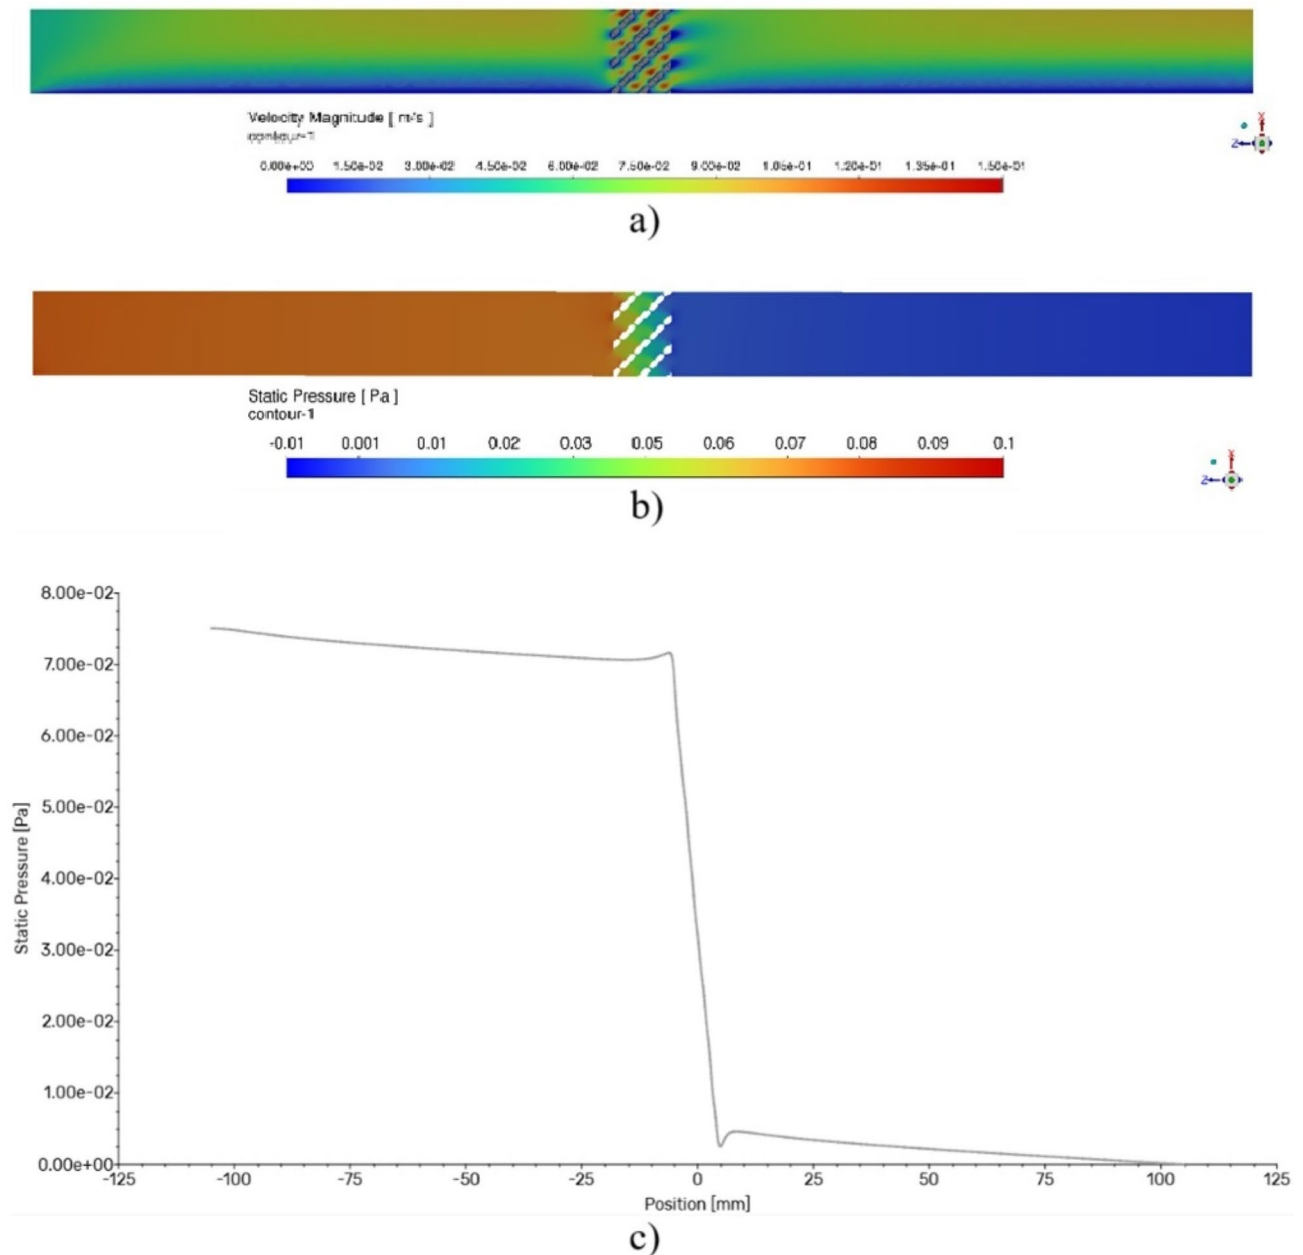 Velocity Magnitude [ m/s ]
contour-1
0.00e+00 1.50e-02 3.00e-02 4.50e-02 6.00e-02 7.50e-02 9.00e-02 1.05e-01 1.20e-01 1.35e-01 1.50e-01
X
Z
a)
Static Pressure [ Pa ]
contour-1
-0.01 0.001 0.01 0.02 0.03 0.05 0.06 0.07 0.08 0.09 0.1
X
Z
b)
8.00e-02
7.00e-02
6.00e-02
5.00e-02
4.00e-02
3.00e-02
2.00e-02
1.00e-02
0.00e+00
Static Pressure [Pa]
-125 -100 -75 -50 -25 0 25 50 75 100 125
Position [mm]
c)